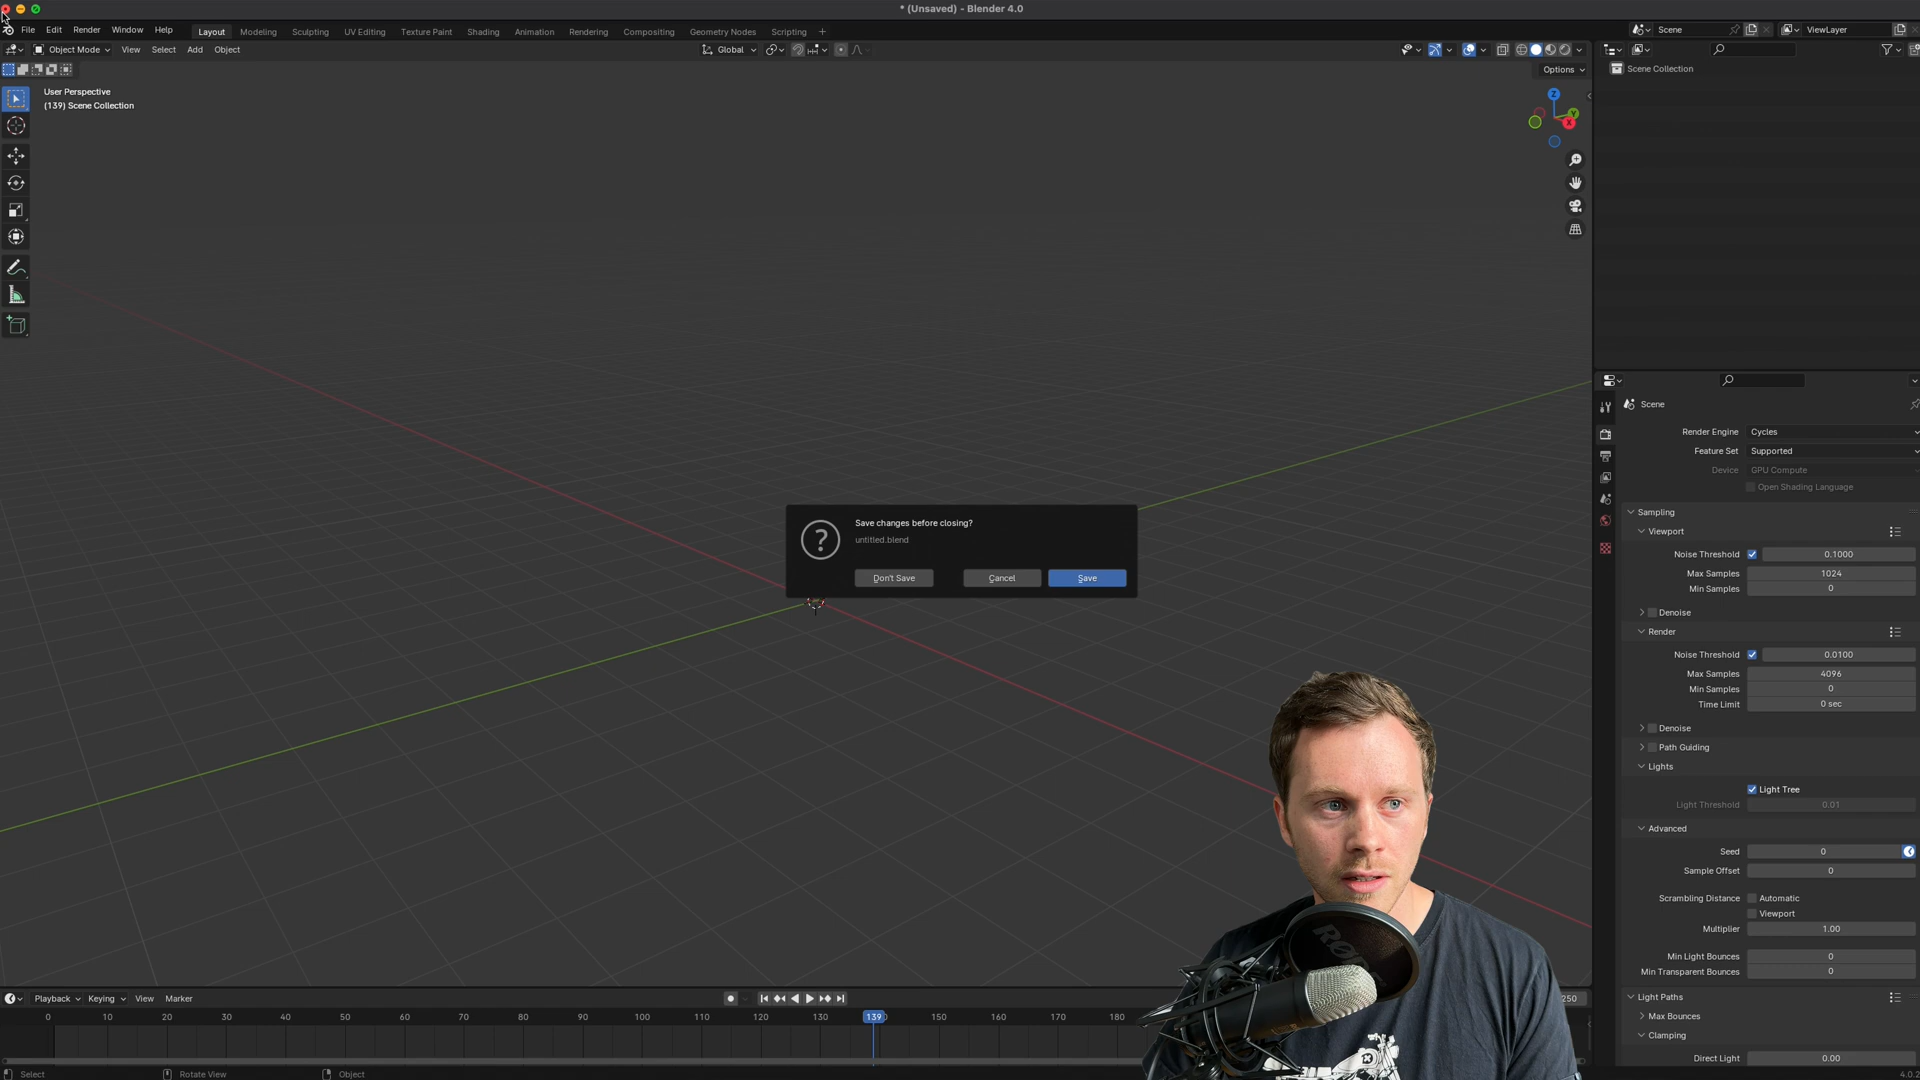 * (Unsaved) - Blender 4.0
File Edit Render Window Help
Layout Modeling Sculpting UV Editing Texture Paint Shading Animation Rendering Compositing Geometry Nodes Scripting +
Scene
ViewLayer
Object Mode View Select Add Object
Global
Options
Scene Collection
User Perspective
(139) Scene Collection
Z
Y
X
Save changes before closing?
untitled.blend
Don't Save Cancel Save
Scene
Render Engine Cycles
Feature Set Supported
Device GPU Compute
Open Shading Language
Sampling
Viewport
Noise Threshold 0.1000
Max Samples 1024
Min Samples 0
Denoise
Render
Noise Threshold 0.0100
Max Samples 4096
Min Samples 0
Time Limit 0 sec
Denoise
Path Guiding
Lights
Light Tree
Light Threshold 0.01
Advanced
Seed 0
Sample Offset 0
Scrambling Distance Automatic
Viewport
Multiplier 1.00
Min Light Bounces 0
Min Transparent Bounces 0
Light Paths
Max Bounces
Clamping
Direct Light 0.00
Playback Keying View Marker
250
0 10 20 30 40 50 60 70 80 90 100 110 120 130 139 150 160 170 180
Select Rotate View Object
4.0.2